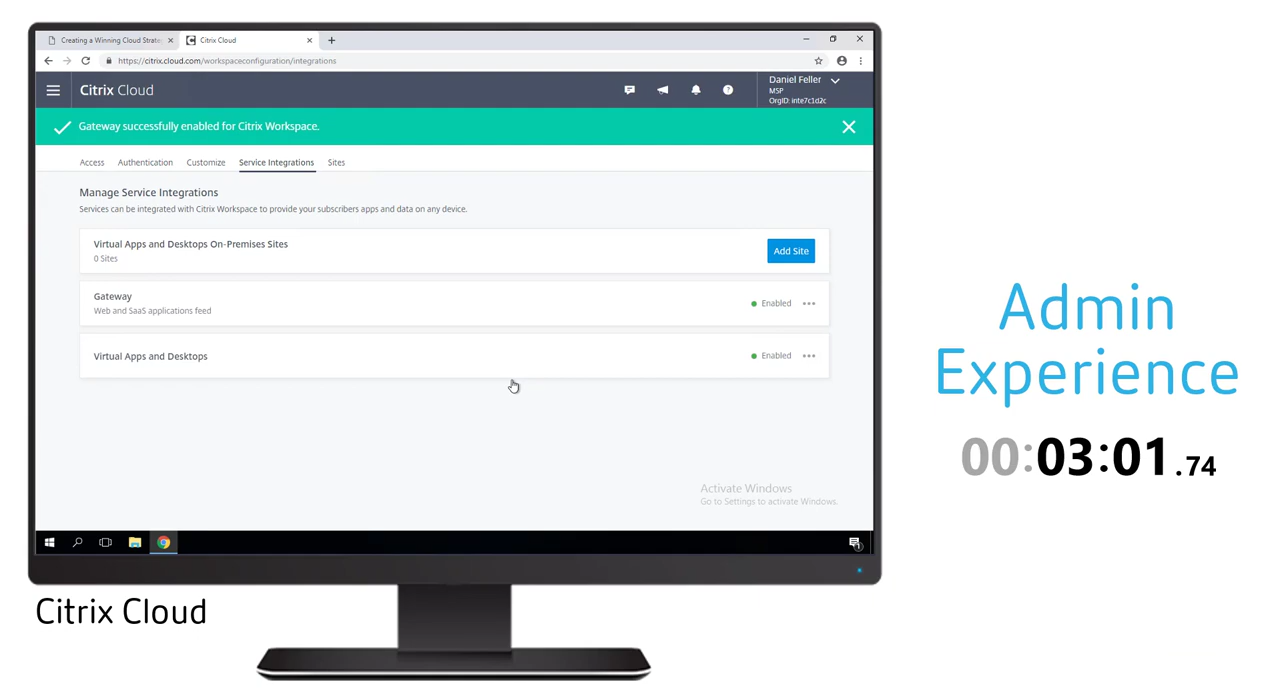 Creating a Winning Cloud Strate
Citrix Cloud
https://citrix.cloud.com/workspaceconfiguration/integrations
Citrix Cloud
Daniel Feller
MSP
OrgID: inte7c1d2c
Gateway successfully enabled for Citrix Workspace.
Access Authentication Customize Service Integrations Sites
Manage Service Integrations
Services can be integrated with Citrix Workspace to provide your subscribers apps and data on any device.
Virtual Apps and Desktops On-Premises Sites
0 Sites
Add Site
Gateway
Web and SaaS applications feed
Enabled
Virtual Apps and Desktops
Enabled
Activate Windows
Go to Settings to activate Windows.
Citrix Cloud
Admin
Experience
00:03:01.74